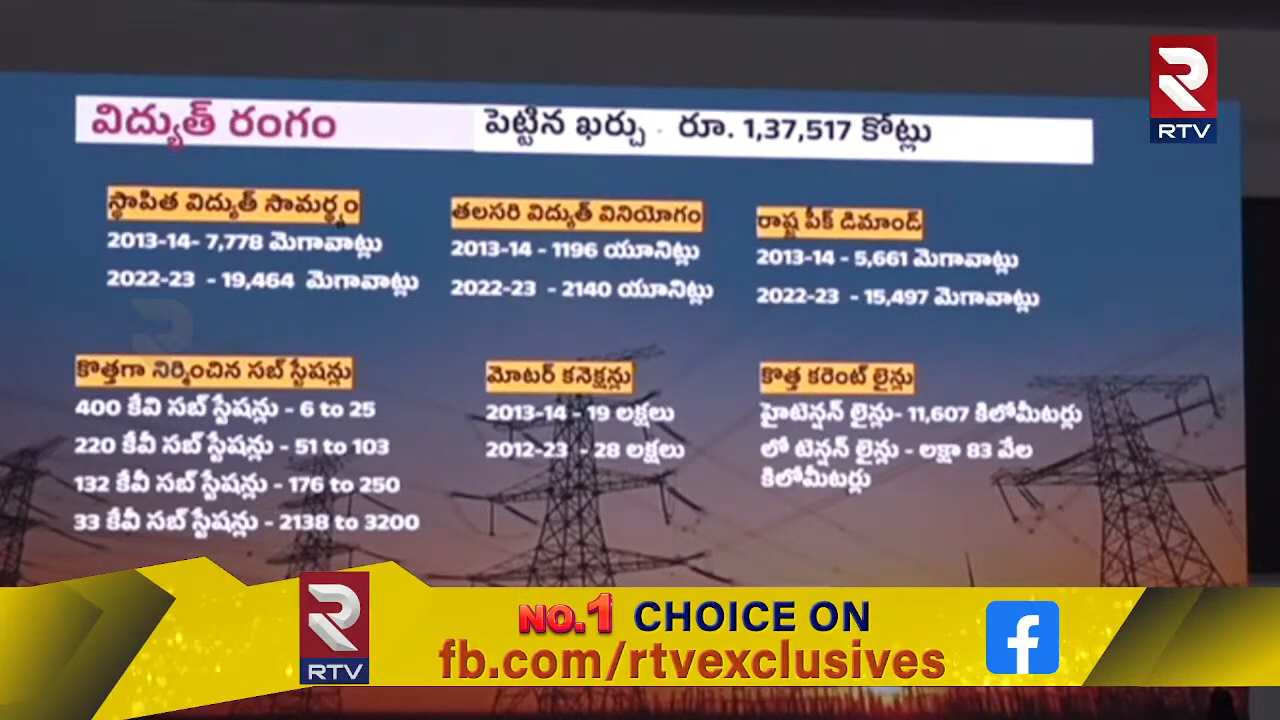 RTV
విద్యుత్ రంగం
పెట్టిన ఖర్చు - రూ. 1,37,517 కోట్లు
స్థాపిత విద్యుత్ సామర్థ్యం
2013-14- 7,778 మెగావాట్లు
2022-23 - 19,464 మెగావాట్లు
తలసరి విద్యుత్ వినియోగం
2013-14 - 1196 యూనిట్లు
2022-23 - 2140 యూనిట్లు
రాష్ట్ర పీక్ డిమాండ్
2013-14 - 5,661 మెగావాట్లు
2022-23 - 15,497 మెగావాట్లు
కొత్తగా నిర్మించిన సబ్ స్టేషన్లు
400 కేవి సబ్ స్టేషన్లు - 6 to 25
220 కేవీ సబ్ స్టేషన్లు - 51 to 103
132 కేవీ సబ్ స్టేషన్లు - 176 to 250
33 కేవీ సబ్ స్టేషన్లు - 2138 to 3200
మోటర్ కనెక్షన్లు
2013-14 - 19 లక్షలు
2012-23 - 28 లక్షలు
కొత్త కరెంట్ లైన్లు
హైటెన్షన్ లైన్లు- 11,607 కిలోమీటర్లు
లో టెన్షన్ లైన్లు - లక్షా 83 వేల
కిలోమీటర్లు
RTV
NO.1 CHOICE ON
fb.com/rtvexclusives